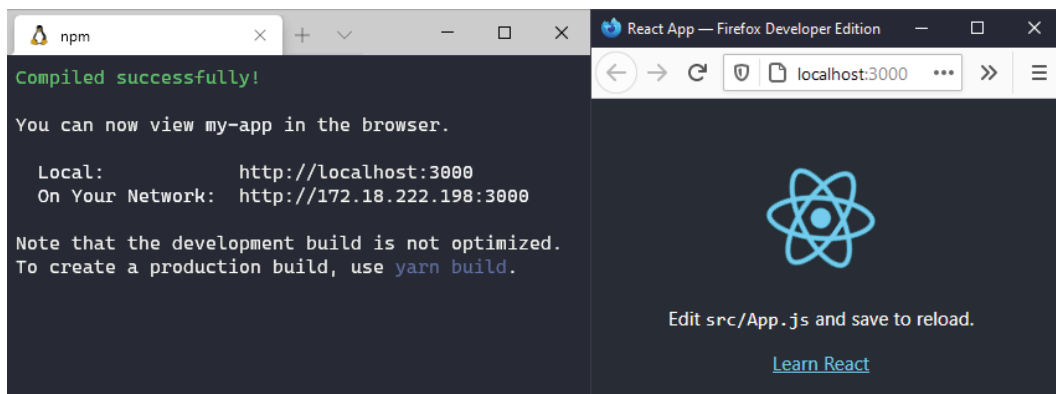 npm
Compiled successfully!
You can now view my-app in the browser.
Local: http://localhost:3000
On Your Network: http://172.18.222.198:3000
Note that the development build is not optimized.
To create a production build, use yarn build.
React App — Firefox Developer Edition
localhost:3000
Edit src/App.js and save to reload.
Learn React